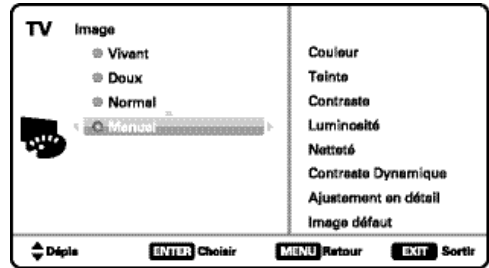 TV Image
Vivant
Doux
Normal
Manuel
Couleur
Teinte
Contraste
Luminosité
Netteté
Contraste Dynamique
Ajustement en détail
Image défaut
Dépla ENTER Choisir MENU Retour EXIT Sortir